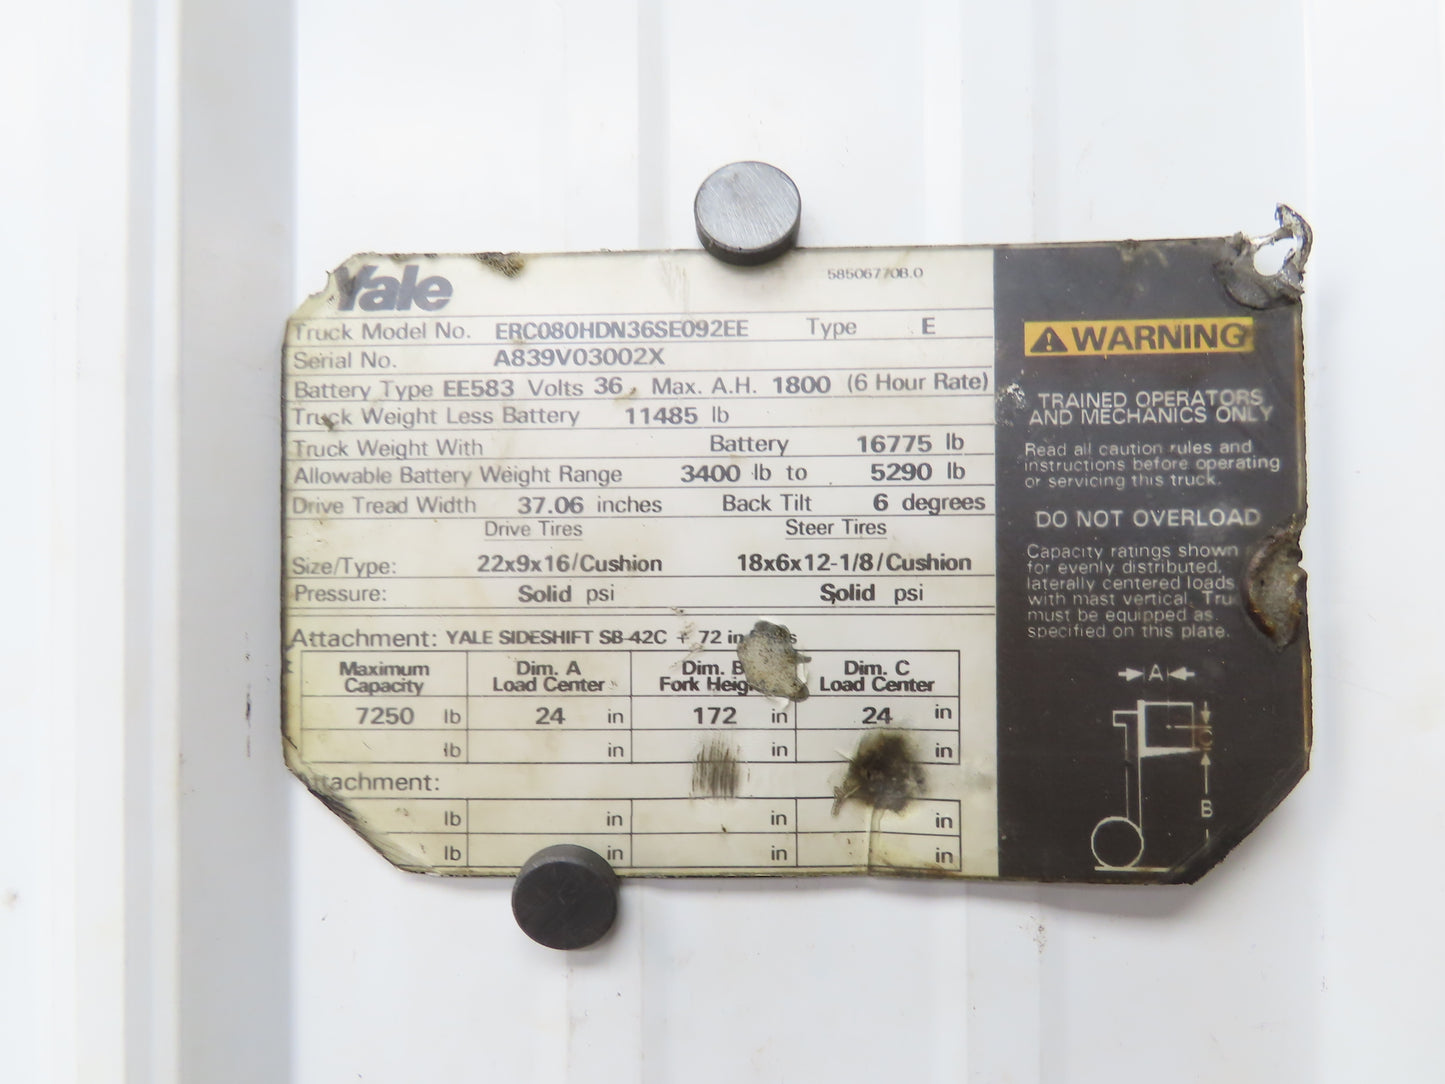 Yale
58506770B.0
Truck Model No. ERC080HDN36SE092EE Type E
Serial No. A839V03002X
Battery Type EE583 Volts 36 Max. A.H. 1800 (6 Hour Rate)
Truck Weight Less Battery 11485 lb
Truck Weight With Battery 16775 lb
Allowable Battery Weight Range 3400 lb to 5290 lb
Drive Tread Width 37.06 inches Back Tilt 6 degrees
Drive Tires Steer Tires
Size/Type: 22x9x16/Cushion 18x6x12-1/8/Cushion
Pressure: Solid psi Solid psi
Attachment: YALE SIDESHIFT SB-42C + 72 in
Maximum Capacity
Dim. A Load Center
Dim. B Fork Heig
Dim. C Load Center
7250 lb 24 in 172 in 24 in
lb in in in
Attachment:
lb in in in
lb in in in
WARNING
TRAINED OPERATORS
AND MECHANICS ONLY
Read all caution rules and
instructions before operating
or servicing this truck.
DO NOT OVERLOAD
Capacity ratings shown
for evenly distributed,
laterally centered loads
with mast vertical. Tru
must be equipped as
specified on this plate.
A
C
B